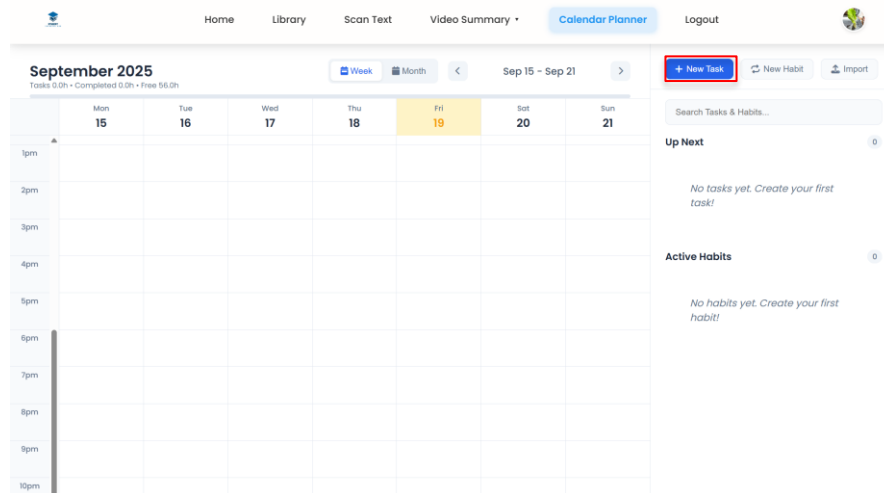 Home Library Scan Text Video Summary Calendar Planner Logout
September 2025
Tasks 0.0h • Completed 0.0h • Free 56.0h
Week Month Sep 15 - Sep 21
+ New Task New Habit Import
Search Tasks & Habits...
Mon Tue Wed Thu Fri Sat Sun
15 16 17 18 19 20 21
Up Next 0
No tasks yet. Create your first
task!
Active Habits 0
No habits yet. Create your first
habit!
1pm
2pm
3pm
4pm
5pm
6pm
7pm
8pm
9pm
10pm